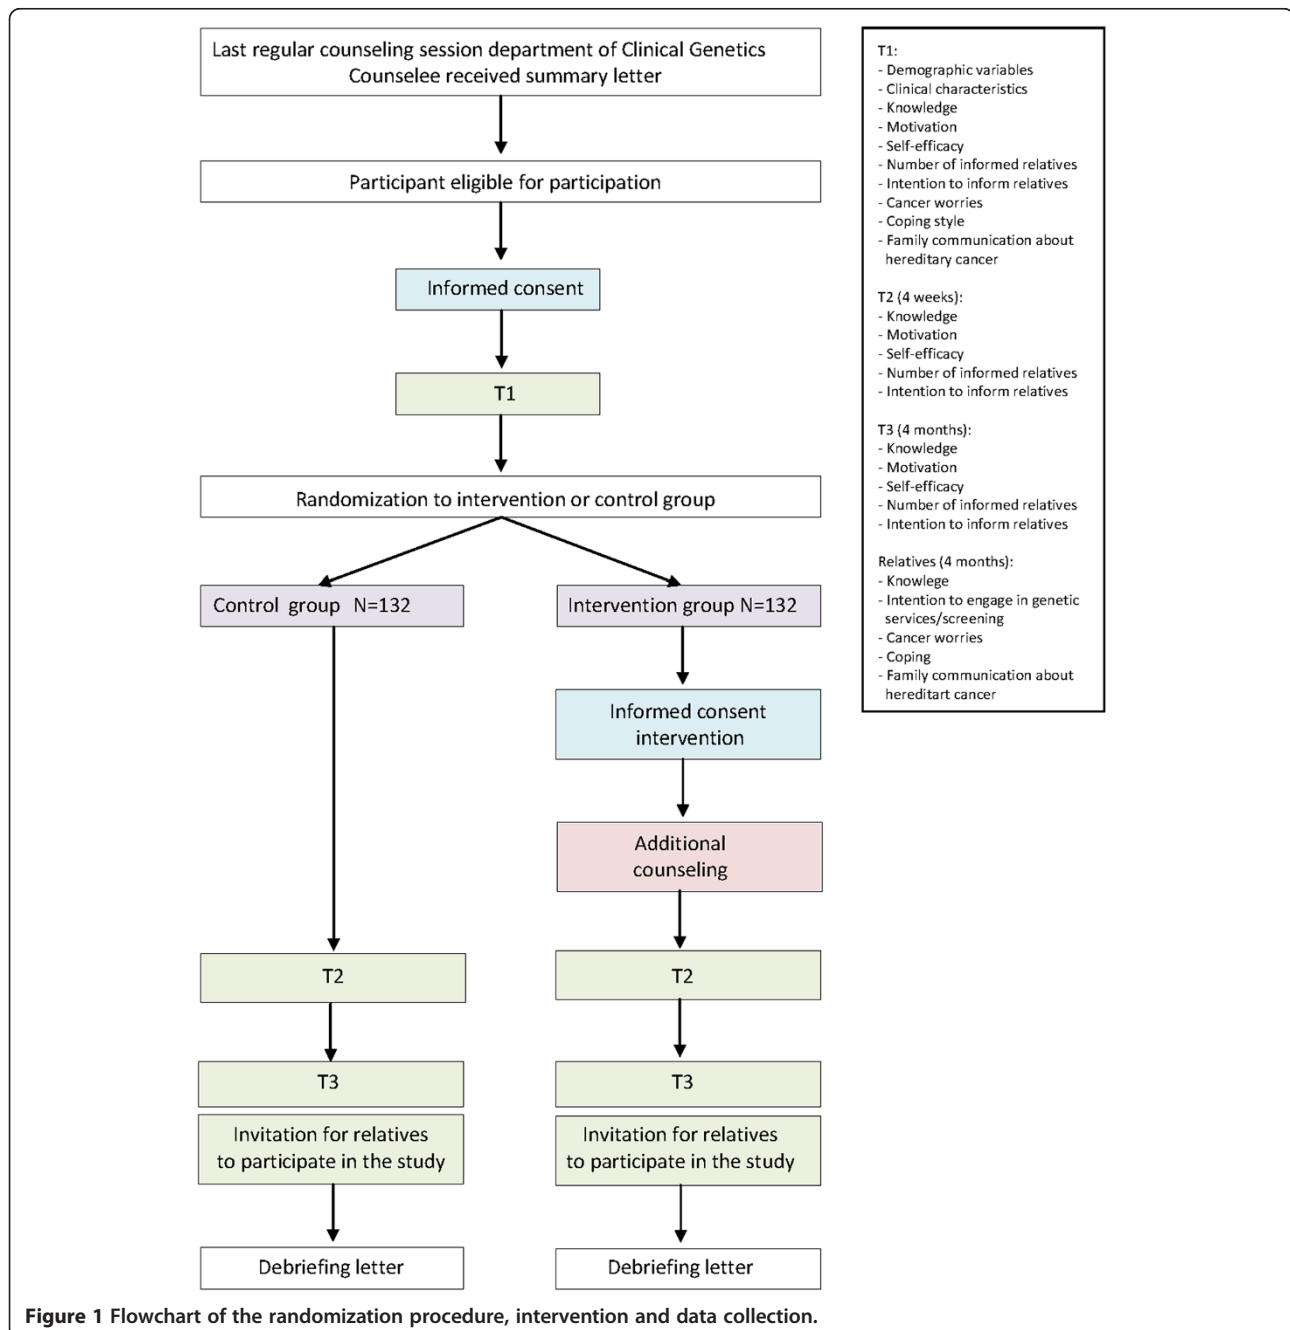 Last regular counseling session department of Clinical Genetics
Counselee received summary letter
Participant eligible for participation
Informed consent
T1
Randomization to intervention or control group
Control group N=132
Intervention group N=132
Informed consent
intervention
Additional
counseling
T2
T2
T3
T3
Invitation for relatives
to participate in the study
Invitation for relatives
to participate in the study
Debriefing letter
Debriefing letter
T1:
- Demographic variables
- Clinical characteristics
- Knowledge
- Motivation
- Self-efficacy
- Number of informed relatives
- Intention to inform relatives
- Cancer worries
- Coping style
- Family communication about
hereditary cancer
T2 (4 weeks):
- Knowledge
- Motivation
- Self-efficacy
- Number of informed relatives
- Intention to inform relatives
T3 (4 months):
- Knowledge
- Motivation
- Self-efficacy
- Number of informed relatives
- Intention to inform relatives
Relatives (4 months):
- Knowlege
- Intention to engage in genetic
services/screening
- Cancer worries
- Coping
- Family communication about
hereditart cancer
Figure 1 Flowchart of the randomization procedure, intervention and data collection.